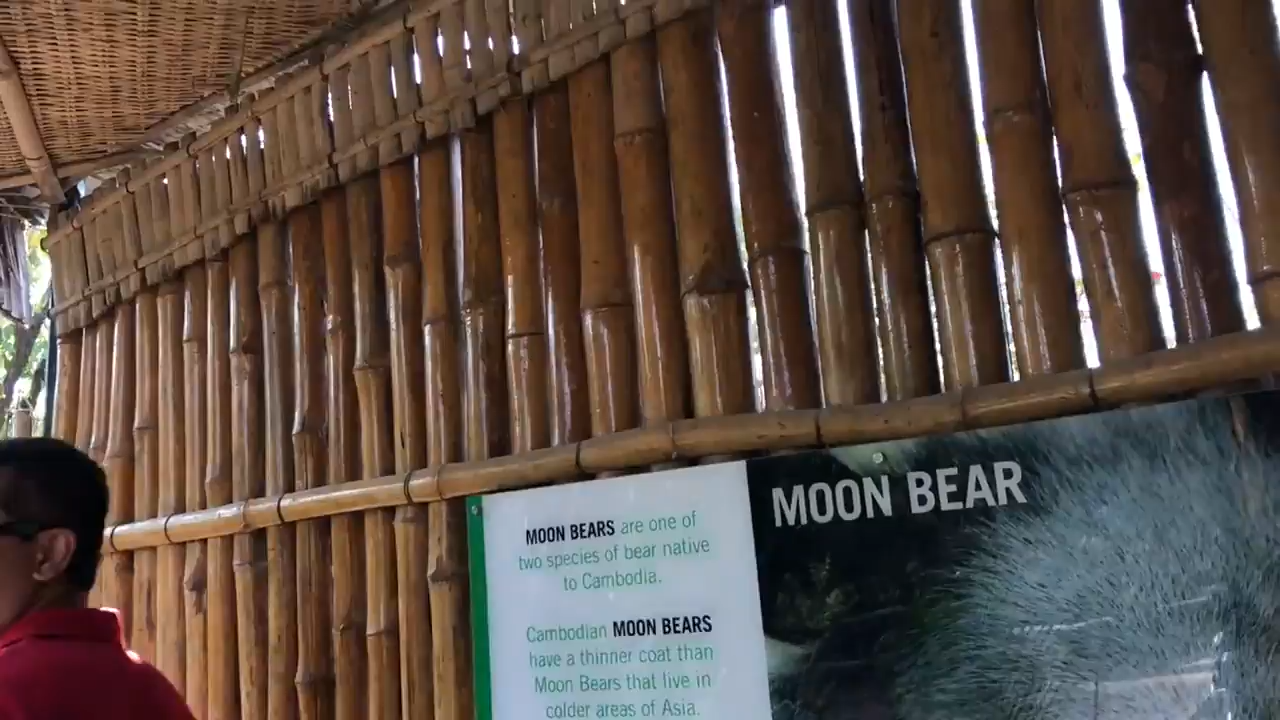 MOON BEARS are one of
two species of bear native
to Cambodia.
Cambodian MOON BEARS
have a thinner coat than
Moon Bears that live in
colder areas of Asia.
MOON BEAR